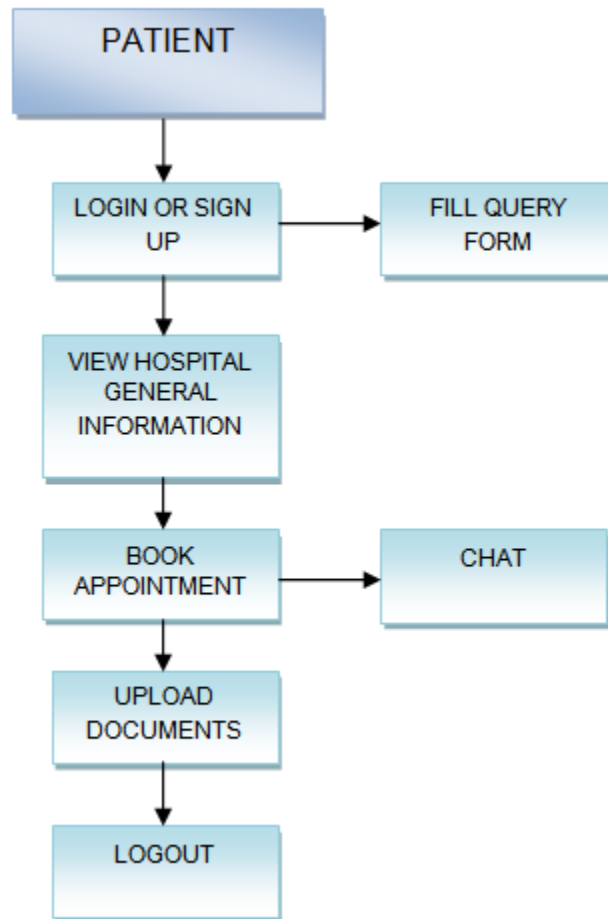 PATIENT
LOGIN OR SIGN
UP
FILL QUERY
FORM
VIEW HOSPITAL
GENERAL
INFORMATION
BOOK
APPOINTMENT
CHAT
UPLOAD
DOCUMENTS
LOGOUT